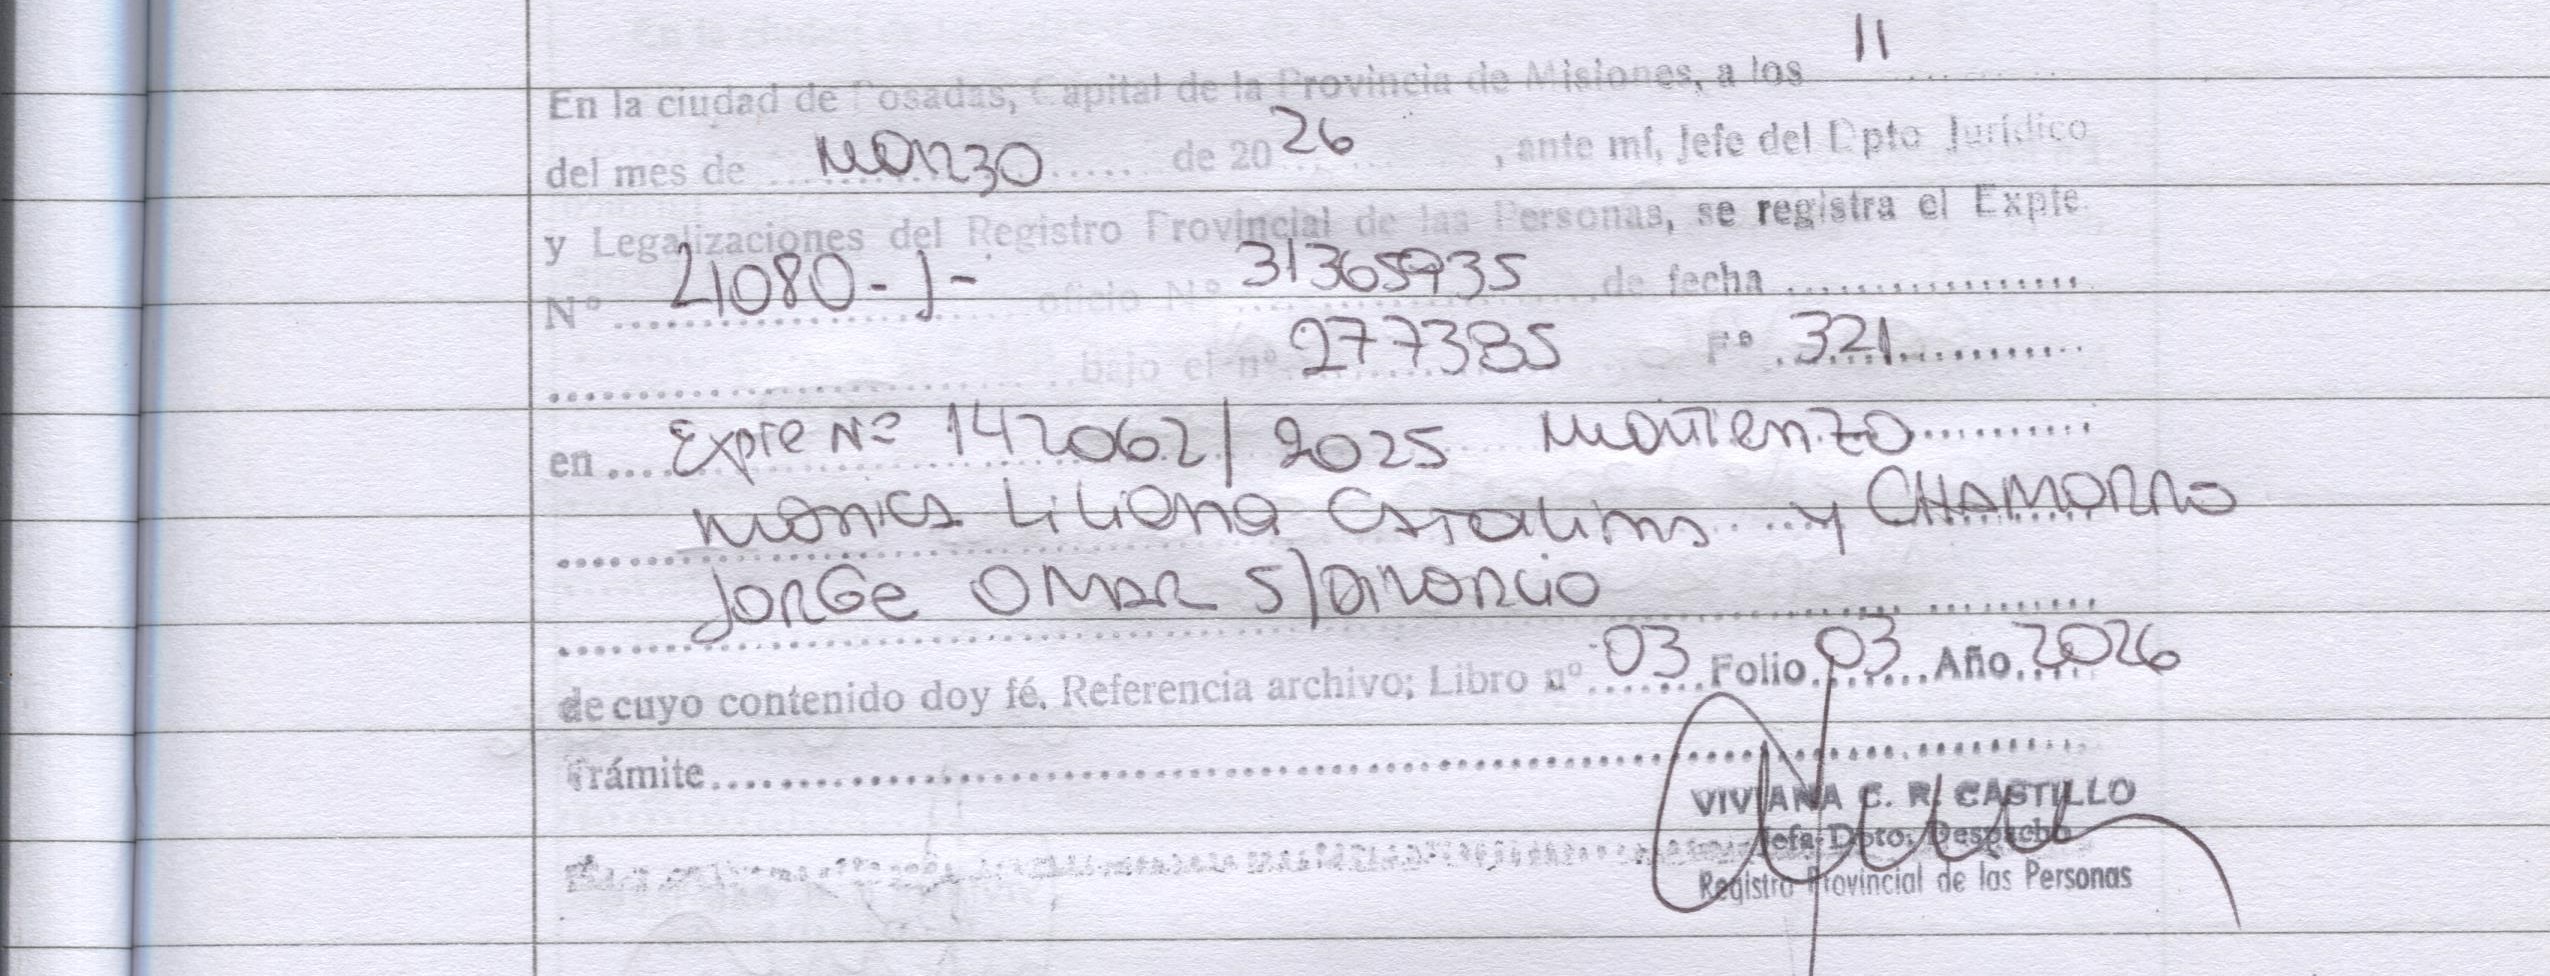 En la ciudad de Posadas, Capital de la Provincia de Misiones, a los 11
del mes de marzo de 20 26, ante mí, Jefe del Dpto Jurídico
y Legalizaciones del Registro Provincial de las Personas, se registra el Expte.
Nº 21080-J- oficio Nº 31365935 de fecha
bajo el nº 277385 Fº 321
en Expte Nº 142062/2025
Monica Liliana Catalina y CHAMORRO
JORGE OMAR S/DIVORCIO
de cuyo contenido doy fé. Referencia archivo; Libro nº 03 Folio 03 Año 2026
Trámite
VIVIANA C. R. CASTILLO
Jefa Dpto. Despacho
Registro Provincial de las Personas